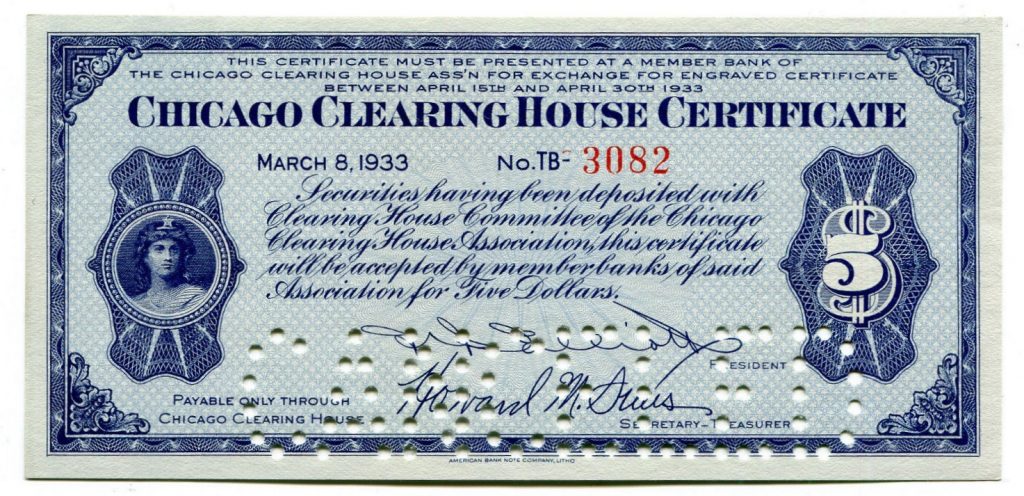 THIS CERTIFICATE MUST BE PRESENTED AT A MEMBER BANK OF
THE CHICAGO CLEARING HOUSE ASS'N FOR EXCHANGE FOR ENGRAVED CERTIFICATE
BETWEEN APRIL 15TH AND APRIL 30TH 1933
CHICAGO CLEARING HOUSE CERTIFICATE
MARCH 8, 1933 No. TB- 3082
Securities having been deposited with
Clearing House Committee of the Chicago
Clearing House Association, this certificate
will be accepted by member banks of said
Association for Five Dollars.
$5
Elliott
PRESIDENT
Howard M. Sims
PAYABLE ONLY THROUGH
CHICAGO CLEARING HOUSE
SECRETARY-TREASURER
CANCELLED
AMERICAN BANK NOTE COMPANY, LITHO